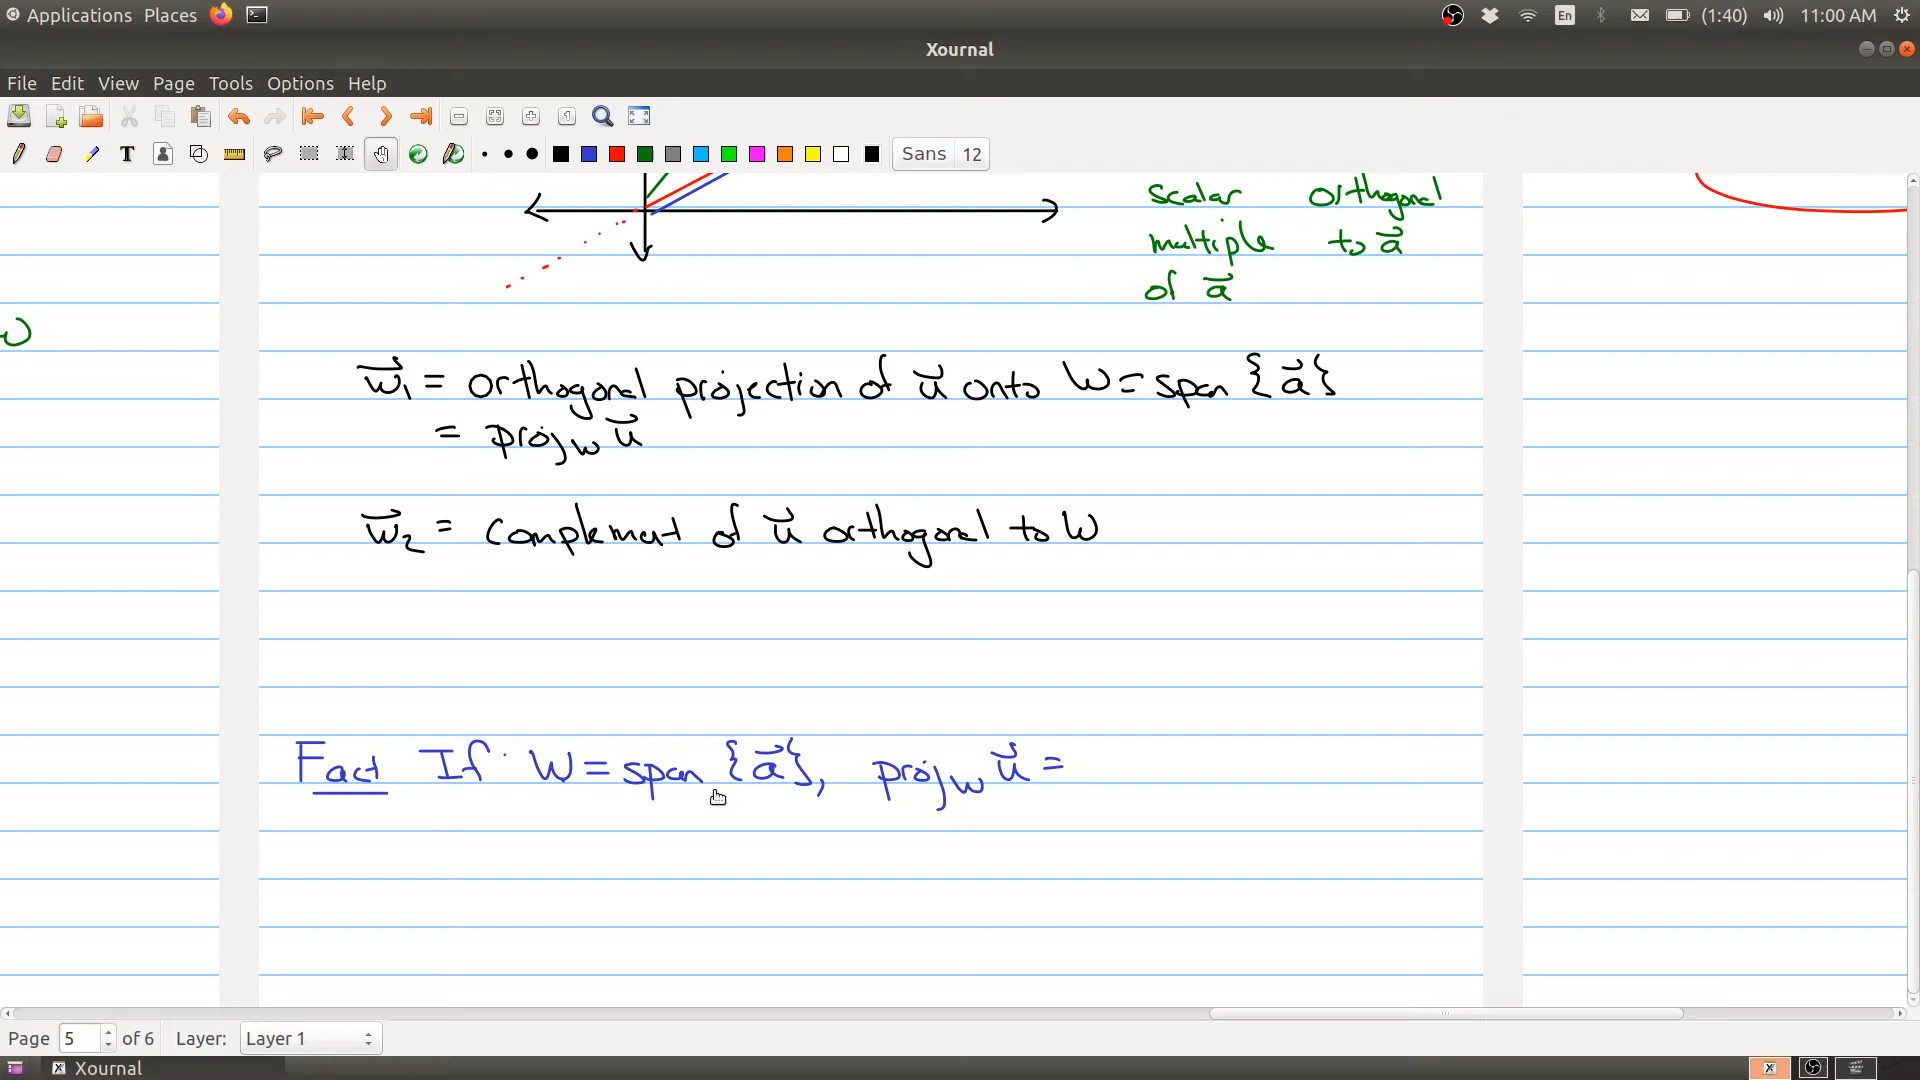 Applications Places En (1:40) 11:00 AM
Xournal
File Edit View Page Tools Options Help
Sans 12
scalar orthogonal
multiple to a⃗
of a⃗
W
w⃗₁ = orthogonal projection of u⃗ onto W = span {a⃗}
= proj_W u⃗
w⃗₂ = complement of u⃗ orthogonal to W
Fact If W = span {a⃗}, proj_W u⃗ =
Page 5 of 6 Layer: Layer 1
Xournal